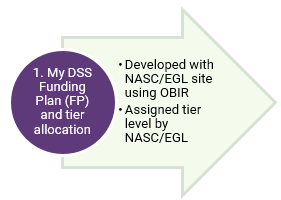 1. My DSS
Funding
Plan (FP)
and tier
allocation
• Developed with
NASC/EGL site
using OBIR
• Assigned tier
level by
NASC/EGL